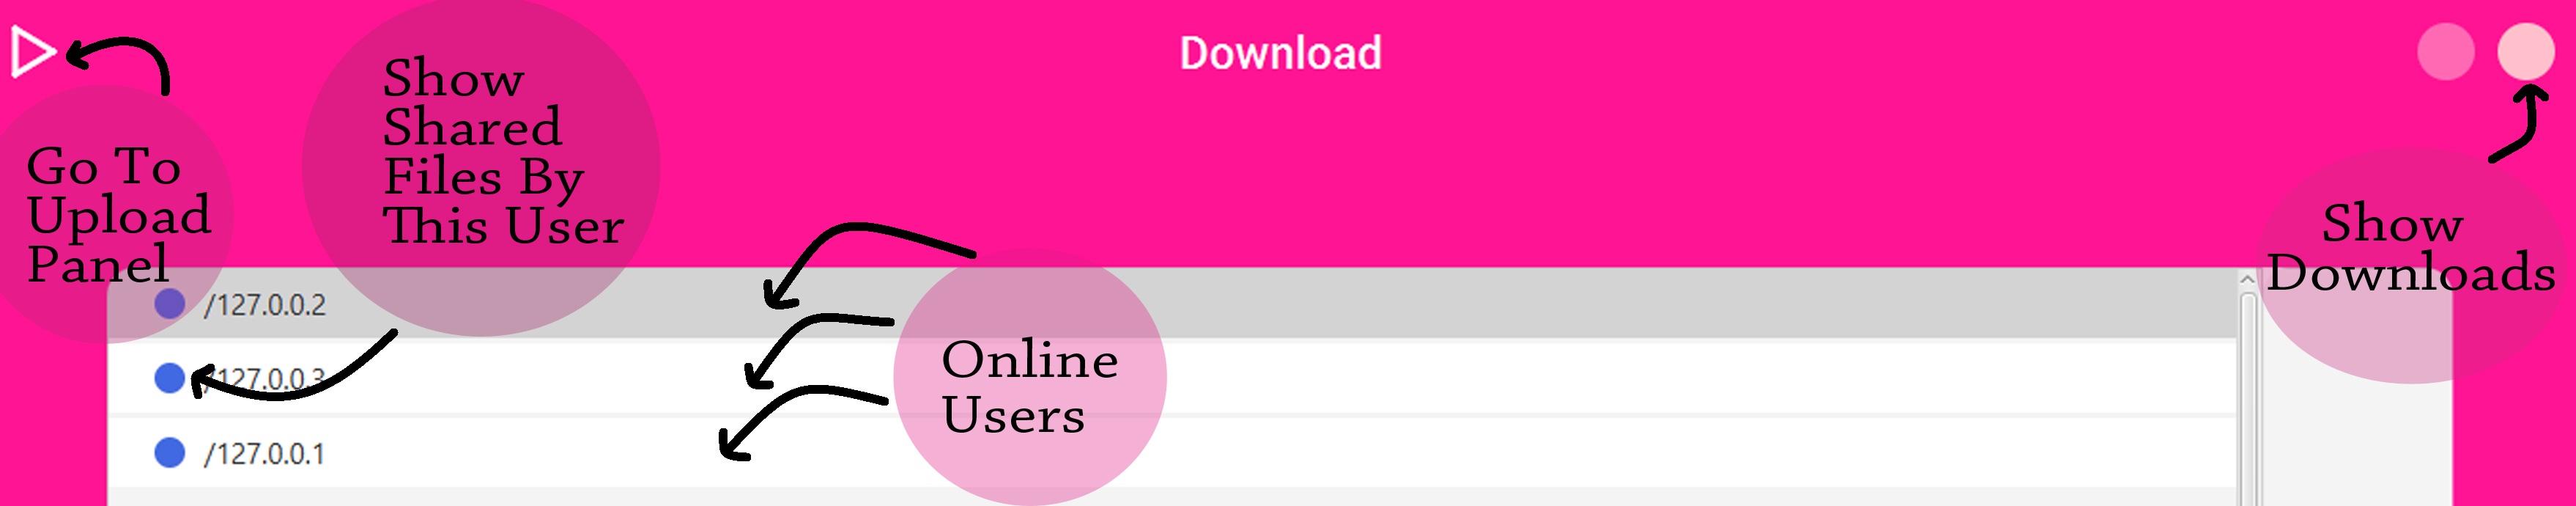 Download
Go To
Upload
Panel
Show
Shared
Files By
This User
Show
Downloads
Online
Users
/127.0.0.2
/127.0.0.3
/127.0.0.1